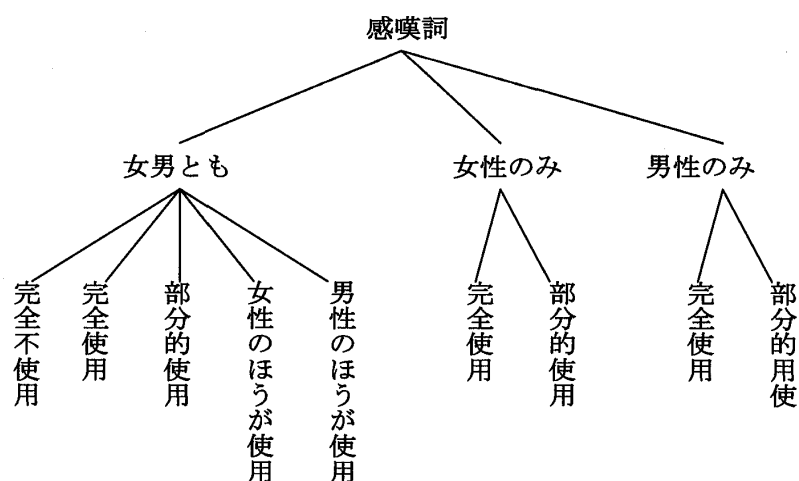 感嘆詞
女男とも
女性のみ
男性のみ
完全不使用
完全使用
部分的使用
女性のほうが使用
男性のほうが使用
完全使用
部分的使用
完全使用
部分的用使